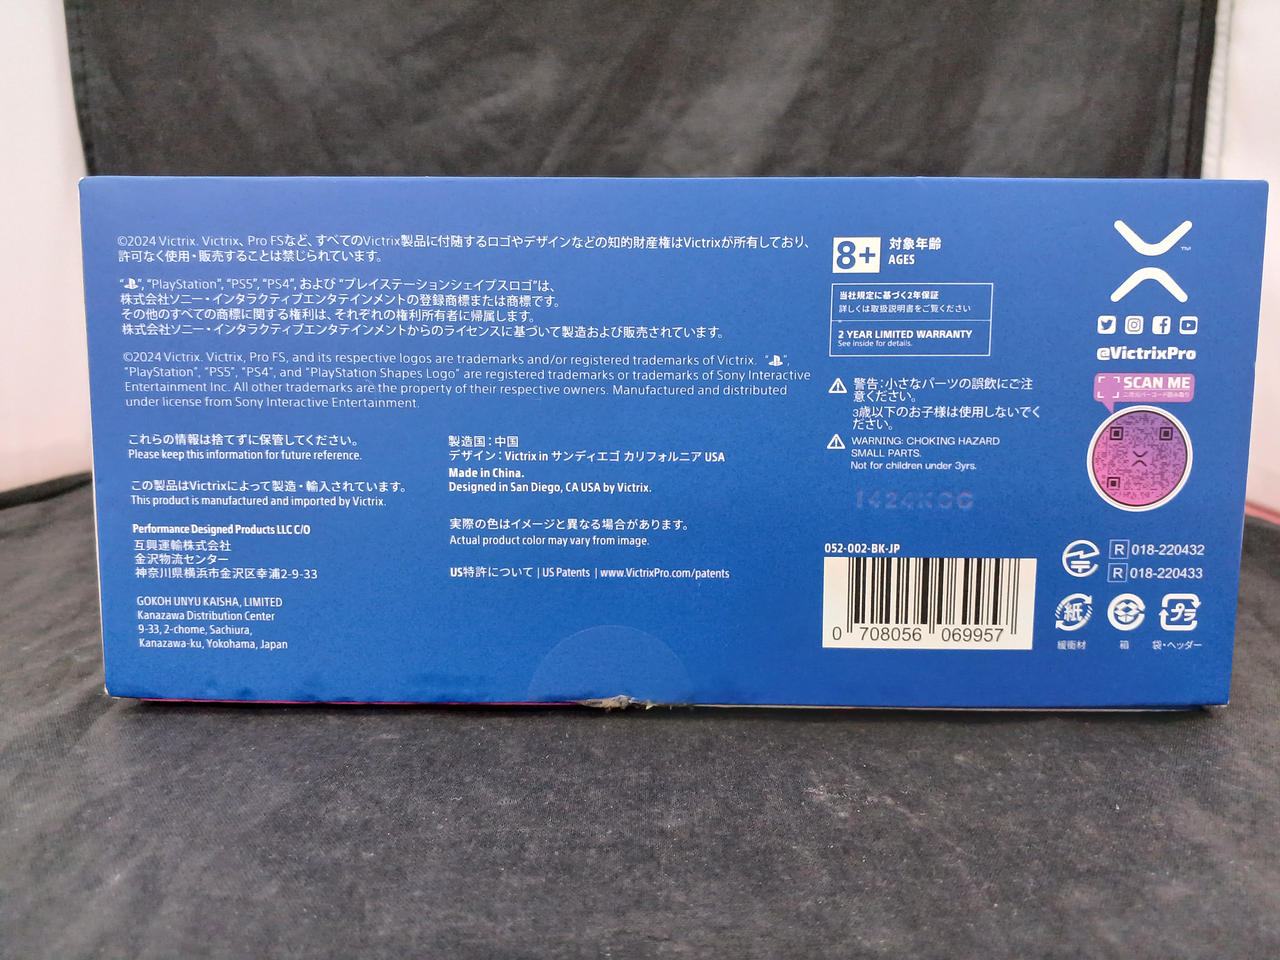 ©2024 Victrix. Victrix、Pro FSなど、すべてのVictrix製品に付随するロゴやデザインなどの知的財産権はVictrixが所有しており、
許可なく使用・販売することは禁じられています。
“ ”, “PlayStation”, “PS5”, “PS4”, および “プレイステーションシェイプスロゴ”は、
株式会社ソニー・インタラクティブエンタテインメントの登録商標または商標です。
その他のすべての商標に関する権利は、それぞれの権利所有者に帰属します。
株式会社ソニー・インタラクティブエンタテインメントからのライセンスに基づいて製造および販売されています。
©2024 Victrix. Victrix, Pro FS, and its respective logos are trademarks and/or registered trademarks of Victrix. “ ”,
"PlayStation", "PS5", "PS4", and "PlayStation Shapes Logo" are registered trademarks or trademarks of Sony Interactive
Entertainment Inc. All other trademarks are the property of their respective owners. Manufactured and distributed
under license from Sony Interactive Entertainment.
これらの情報は捨てずに保管してください。
Please keep this information for future reference.
この製品はVictrixによって製造・輸入されています。
This product is manufactured and imported by Victrix.
Performance Designed Products LLC C/O
互興運輸株式会社
金沢物流センター
神奈川県横浜市金沢区幸浦2-9-33
GOKOH UNYU KAISHA, LIMITED
Kanazawa Distribution Center
9-33, 2-chome, Sachiura,
Kanazawa-ku, Yokohama, Japan
製造国：中国
デザイン：Victrix in サンディエゴ カリフォルニア USA
Made in China.
Designed in San Diego, CA USA by Victrix.
実際の色はイメージと異なる場合があります。
Actual product color may vary from image.
US特許について | US Patents | www.VictrixPro.com/patents
8+
対象年齢
AGES
当社規定に基づく2年保証
詳しくは取扱説明書をご覧ください
2 YEAR LIMITED WARRANTY
See inside for details.
警告：小さなパーツの誤飲にご注
意ください。
3歳以下のお子様は使用しないでく
ださい。
WARNING: CHOKING HAZARD
SMALL PARTS.
Not for children under 3yrs.
052-002-BK-JP
0 708056 069957
TM
@VictrixPro
SCAN ME
二次元バーコード読み取り
R 018-220432
R 018-220433
紙
プラ
緩衝材
箱
袋・ヘッダー